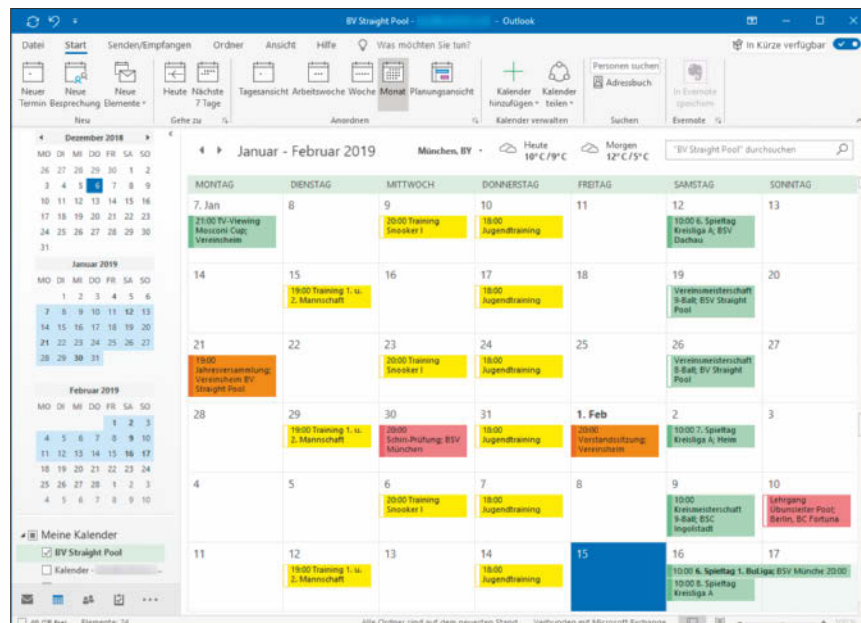 BV Straight Pool -
- Outlook
Datei Start Senden/Empfangen Ordner Ansicht Hilfe Was möchten Sie tun? In Kürze verfügbar
Neuer Termin
Neue Besprechung
Neue Elemente
Heute
Nächste 7 Tage
Tagesansicht Arbeitswoche Woche Monat Planungsansicht
Kalender hinzufügen
Kalender teilen
Personen suchen
Adressbuch
In Evernote speichern
Neu Gehe zu Anordnen Kalender verwalten Suchen Evernote
Dezember 2018
MO DI MI DO FR SA SO
26 27 28 29 30 1 2
3 4 5 6 7 8 9
10 11 12 13 14 15 16
17 18 19 20 21 22 23
24 25 26 27 28 29 30
31
Januar 2019
MO DI MI DO FR SA SO
1 2 3 4 5 6
7 8 9 10 11 12 13
14 15 16 17 18 19 20
21 22 23 24 25 26 27
28 29 30 31
Februar 2019
MO DI MI DO FR SA SO
1 2 3
4 5 6 7 8 9 10
11 12 13 14 15 16 17
18 19 20 21 22 23 24
25 26 27 28 1 2 3
4 5 6 7 8 9 10
Meine Kalender
BV Straight Pool
Kalender -
Januar - Februar 2019
München, BY
Heute
10°C/9°C
Morgen
12°C/5°C
"BV Straight Pool" durchsuchen
MONTAG DIENSTAG MITTWOCH DONNERSTAG FREITAG SAMSTAG SONNTAG
7. Jan 8 9 10 11 12 13
21:00 TV-Viewing
Mosconi Cup;
Vereinsheim
20:00 Training
Snooker I
18:00
Jugendtraining
10:00 6. Spieltag
Kreisliga A; BSV
Dachau
14 15 16 17 18 19 20
19:00 Training 1. u.
2. Mannschaft
18:00
Jugendtraining
Vereinsmeisterschaft
9-Ball; BSV Straight
Pool
21 22 23 24 25 26 27
19:00
Jahresversammlung;
Vereinsheim BV
Straight Pool
20:00 Training
Snooker I
18:00
Jugendtraining
Vereinsmeisterschaft
8-Ball; BV Straight
Pool
28 29 30 31 1. Feb 2 3
19:00 Training 1. u.
2. Mannschaft
20:00
Schiri-Prüfung; BSV
München
18:00
Jugendtraining
20:00
Vorstandssitzung;
Vereinsheim
10:00 7. Spieltag
Kreisliga A; Heim
4 5 6 7 8 9 10
20:00 Training
Snooker I
18:00
Jugendtraining
10:00
Kreismeisterschaft
9-Ball; BSC
Ingolstadt
Lehrgang
Übunsleiter Pool;
Berlin, BC Fortuna
11 12 13 14 15 16 17
19:00 Training 1. u.
2. Mannschaft
18:00
Jugendtraining
10:00 6. Spieltag 1. BuLiga; BSV Münche 20:00
10:00 8. Spieltag
Kreisliga A
Elemente: 24
Alle Ordner sind auf dem neuesten Stand. Verbunden mit Microsoft Exchange